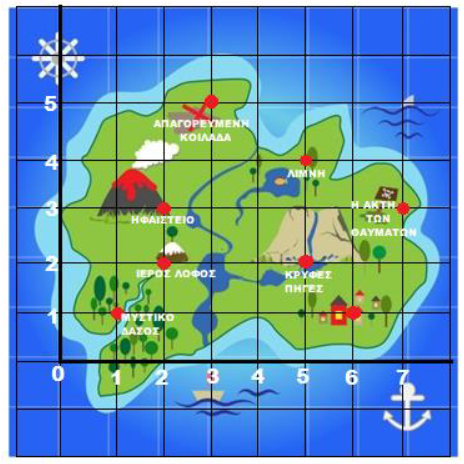 5
ΑΠΑΓΟΡΕΥΜΕΝΗ
ΚΟΙΛΑΔΑ
4
ΛΙΜΝΗ
3
ΗΦΑΙΣΤΕΙΟ
Η ΑΚΤΗ
ΤΩΝ
ΘΑΥΜΑΤΩΝ
2
ΙΕΡΟΣ ΛΟΦΟΣ
ΚΡΥΦΕΣ
ΠΗΓΕΣ
1
ΜΥΣΤΙΚΟ
ΔΑΣΟΣ
0 1 2 3 4 5 6 7